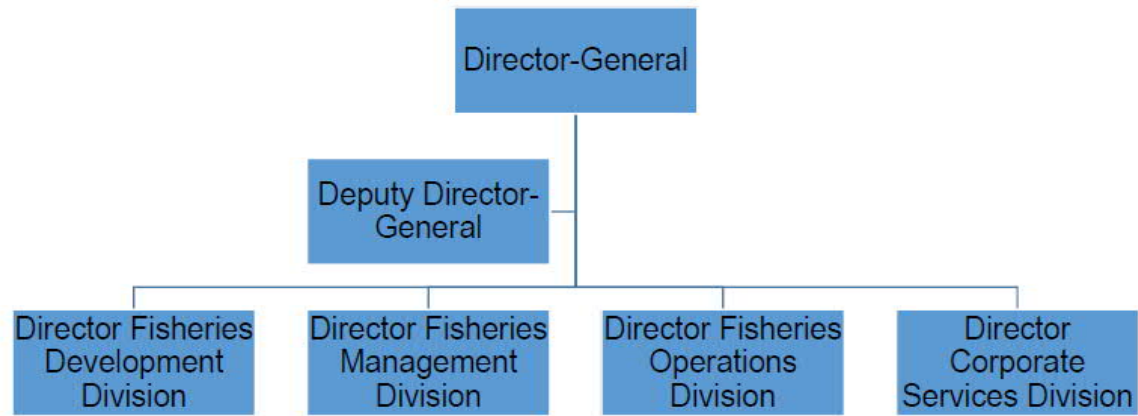 Director-General
Deputy Director-
General
Director Fisheries
Development
Division
Director Fisheries
Management
Division
Director Fisheries
Operations
Division
Director
Corporate
Services Division